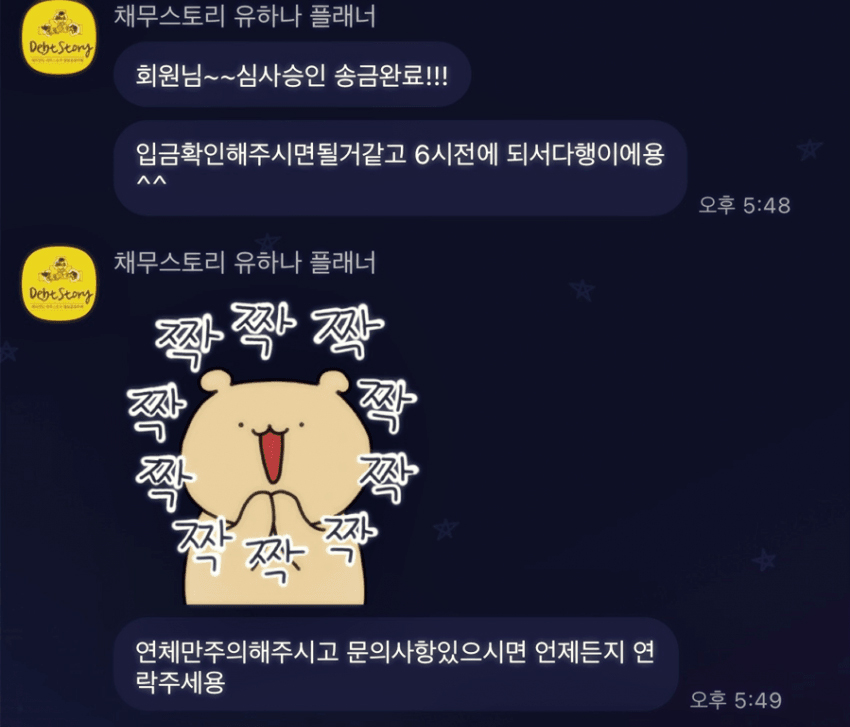 채무스토리 유하나 플래너
Debt Story
회원님~~심사승인 송금완료!!!
입금확인해주시면될거같고 6시전에 되서다행이에용
^^
오후 5:48
채무스토리 유하나 플래너
Debt Story
짝 짝 짝
짝 짝
짝 짝
짝 짝 짝
연체만주의해주시고 문의사항있으시면 언제든지 연
락주세용
오후 5:49